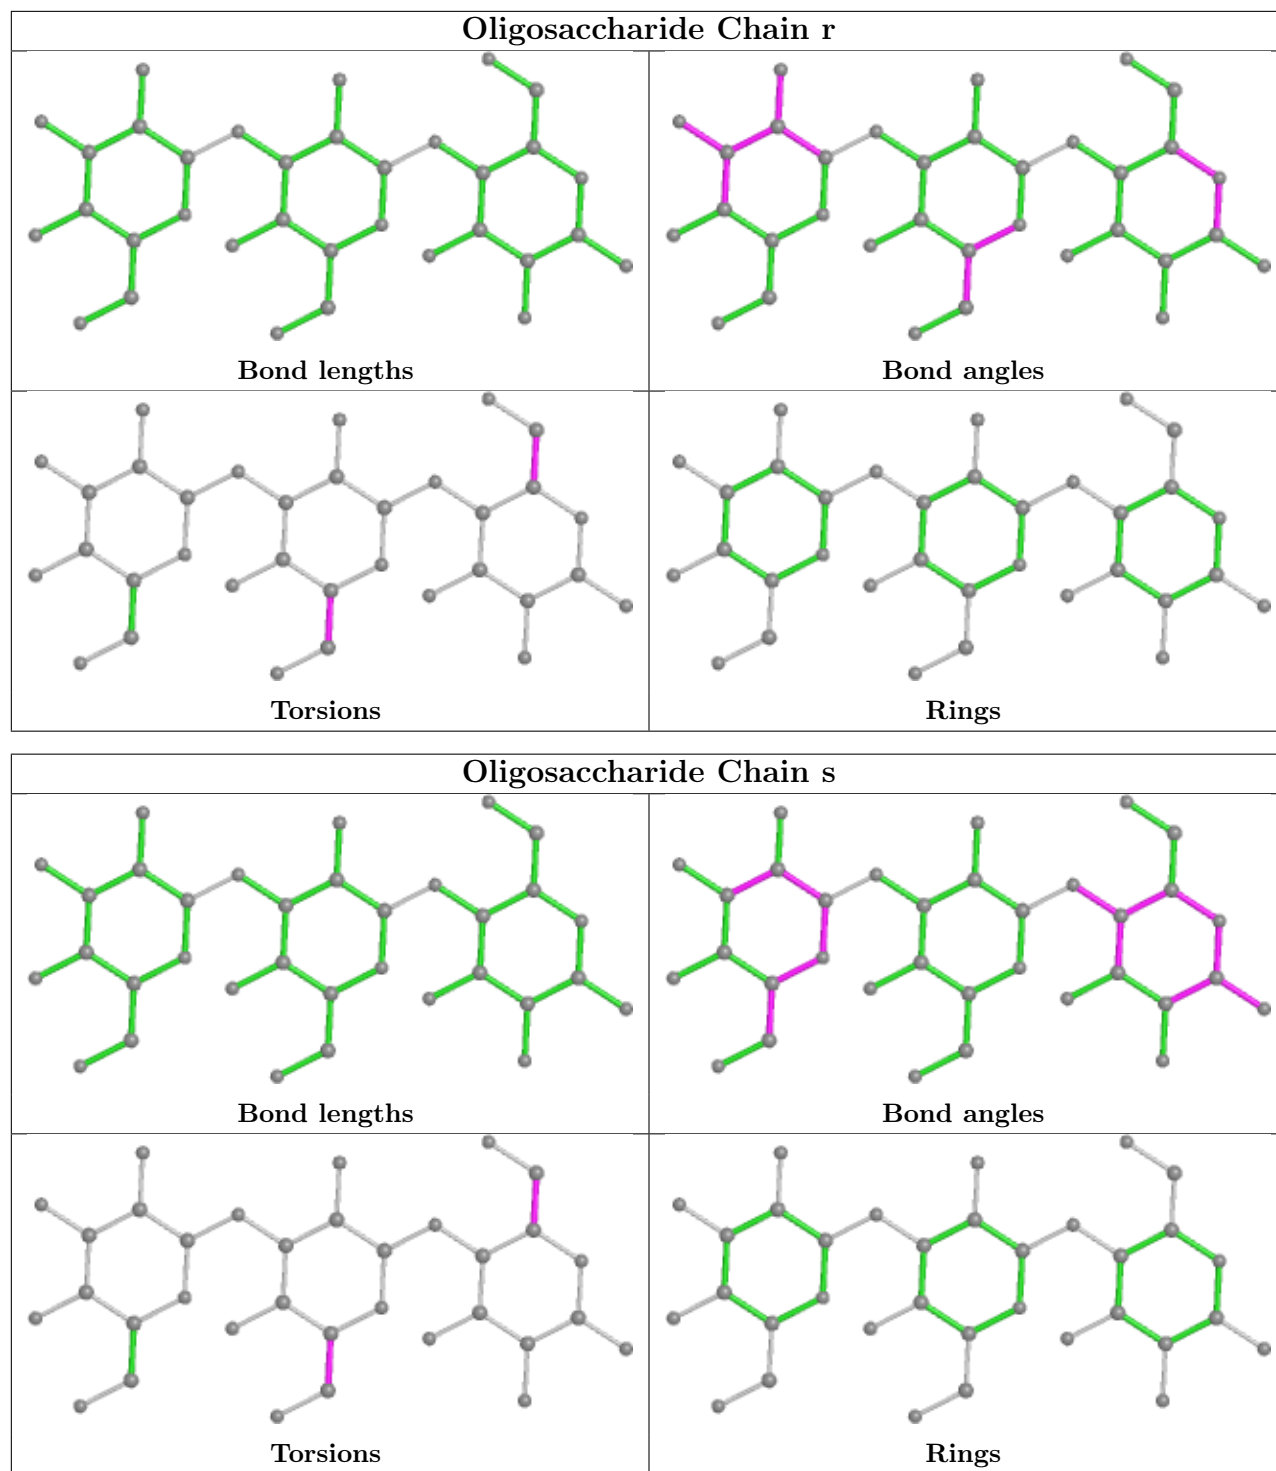 Oligosaccharide Chain r
Bond lengths
Bond angles
Torsions
Rings
Oligosaccharide Chain s
Bond lengths
Bond angles
Torsions
Rings